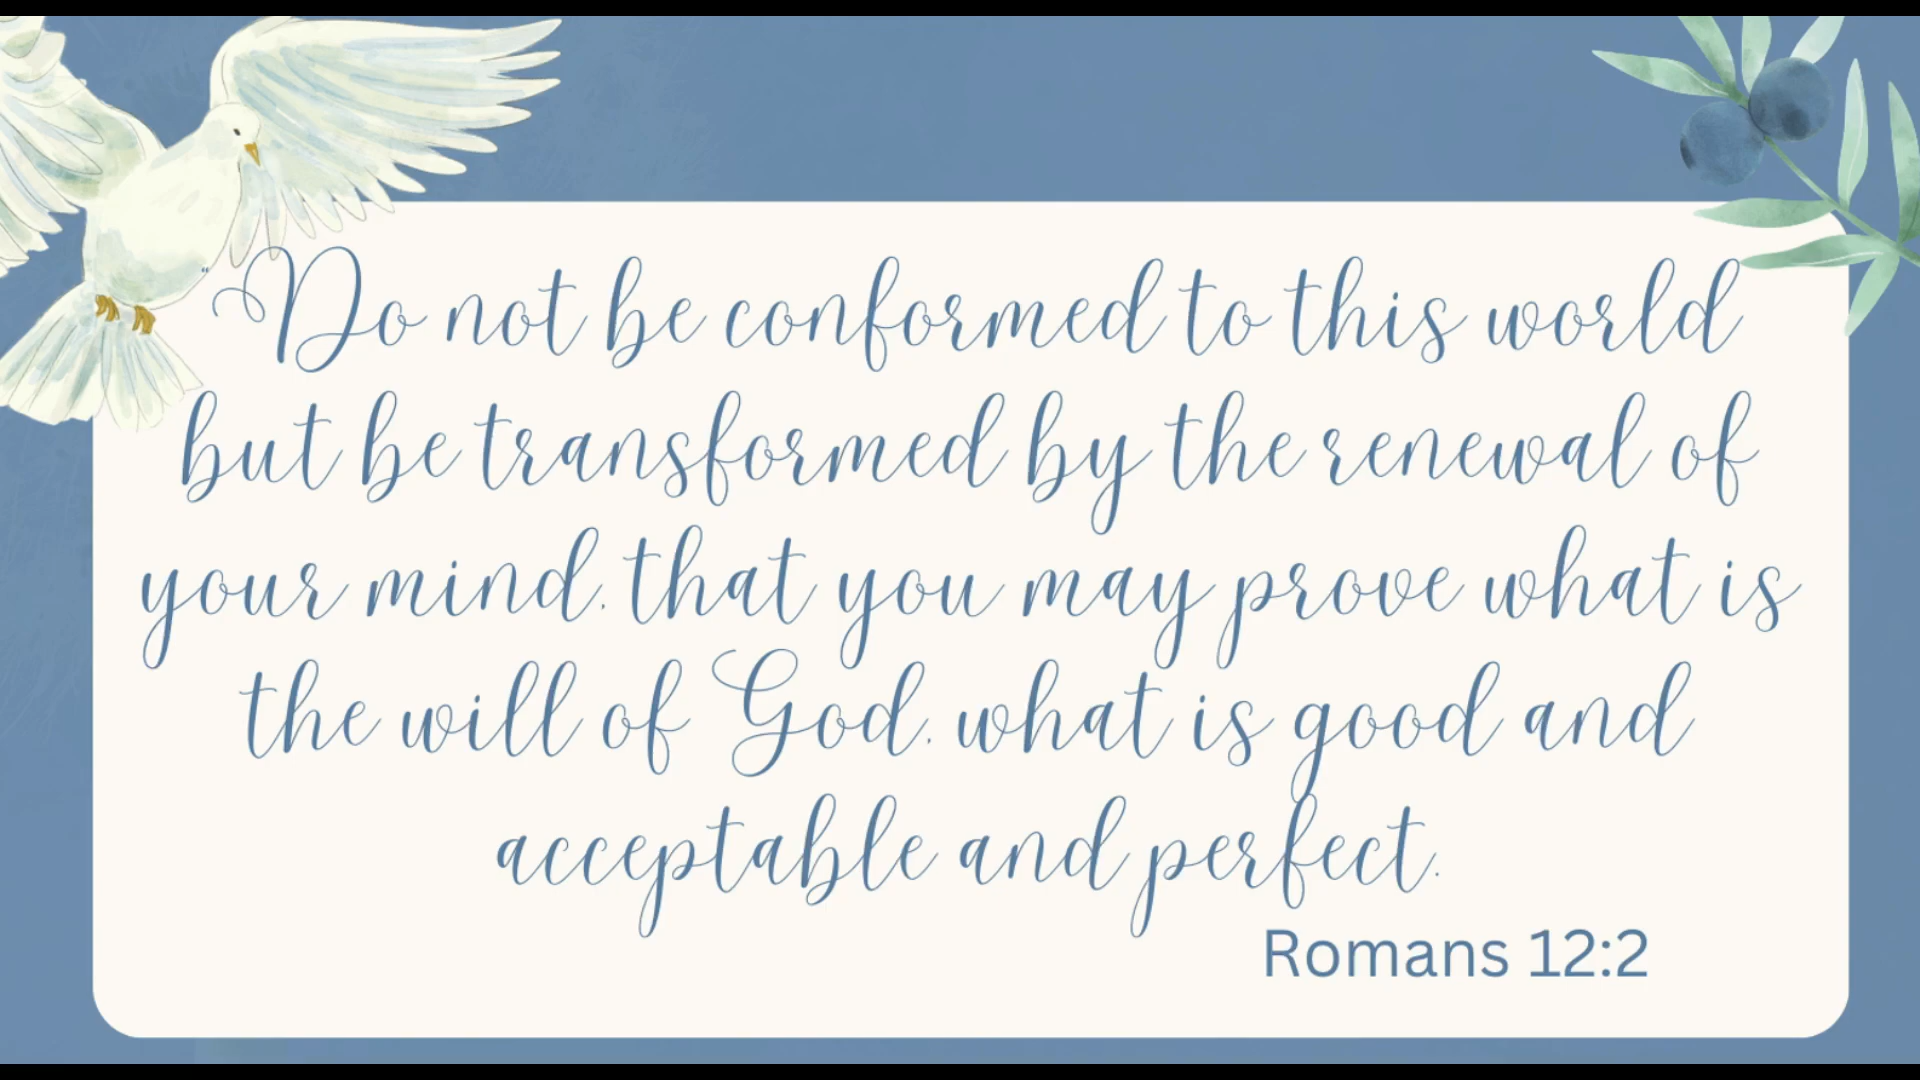 "Do not be conformed to this world
but be transformed by the renewal of
your mind, that you may prove what is
the will of God, what is good and
acceptable and perfect.
Romans 12:2